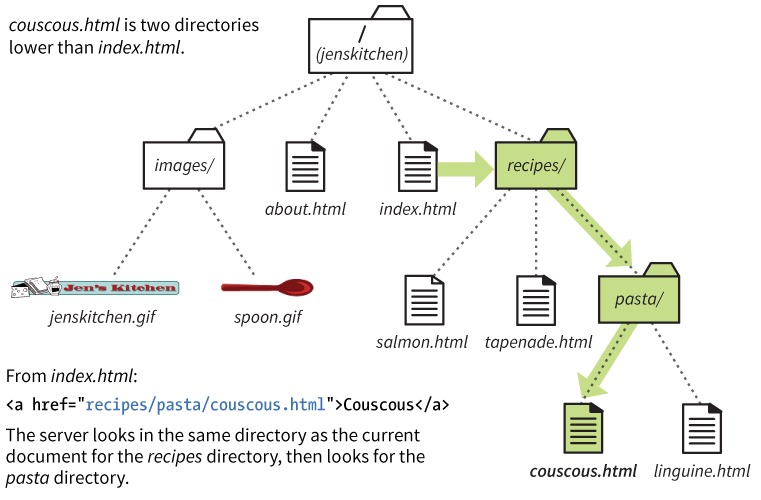 couscous.html is two directories
lower than index.html.
/
(jenskitchen)
images/
about.html
index.html
recipes/
Jen's Kitchen
jenskitchen.gif
spoon.gif
salmon.html
tapenade.html
pasta/
couscous.html
linguine.html
From index.html:
<a href="recipes/pasta/couscous.html">Couscous</a>
The server looks in the same directory as the current
document for the recipes directory, then looks for the
pasta directory.